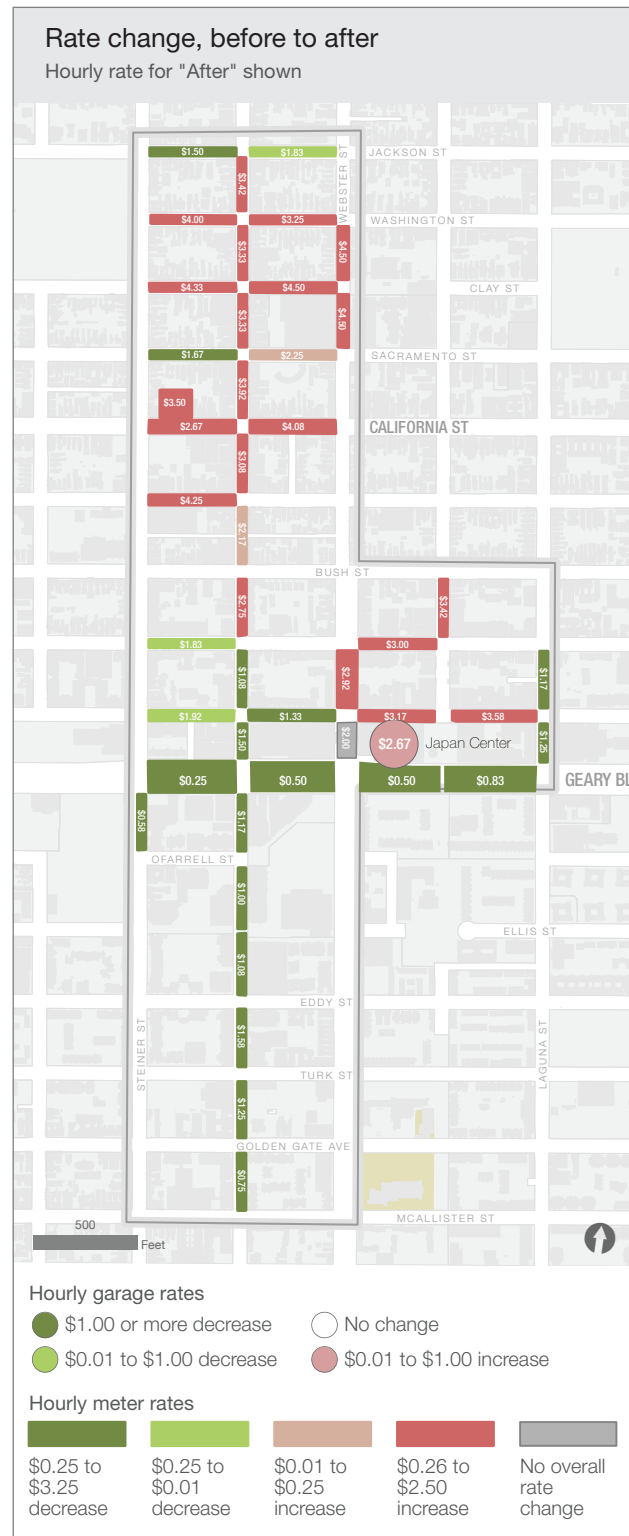 Rate change, before to after
Hourly rate for "After" shown
$1.50
$1.83
JACKSON ST
WEBSTER ST
$3.42
$4.00
$3.25
WASHINGTON ST
$3.33
$4.50
$4.33
$4.50
CLAY ST
$3.33
$4.50
$1.67
$2.25
SACRAMENTO ST
$3.92
$3.50
$2.67
$4.08
CALIFORNIA ST
$3.08
$4.25
$2.17
BUSH ST
$2.75
$3.42
$1.83
$3.00
$1.08
$2.92
$1.17
$1.92
$1.33
$3.17
$3.58
$1.50
$2.00
$2.67
Japan Center
$1.25
$0.25
$0.50
$0.50
$0.83
GEARY BL
$0.58
$1.17
OFARRELL ST
$1.00
ELLIS ST
$1.08
EDDY ST
STEINER ST
$1.58
LAGUNA ST
TURK ST
$1.25
GOLDEN GATE AVE
$0.75
MCALLISTER ST
500
Feet
Hourly garage rates
$1.00 or more decrease
No change
$0.01 to $1.00 decrease
$0.01 to $1.00 increase
Hourly meter rates
$0.25 to
$3.25
decrease
$0.25 to
$0.01
decrease
$0.01 to
$0.25
increase
$0.26 to
$2.50
increase
No overall
rate
change